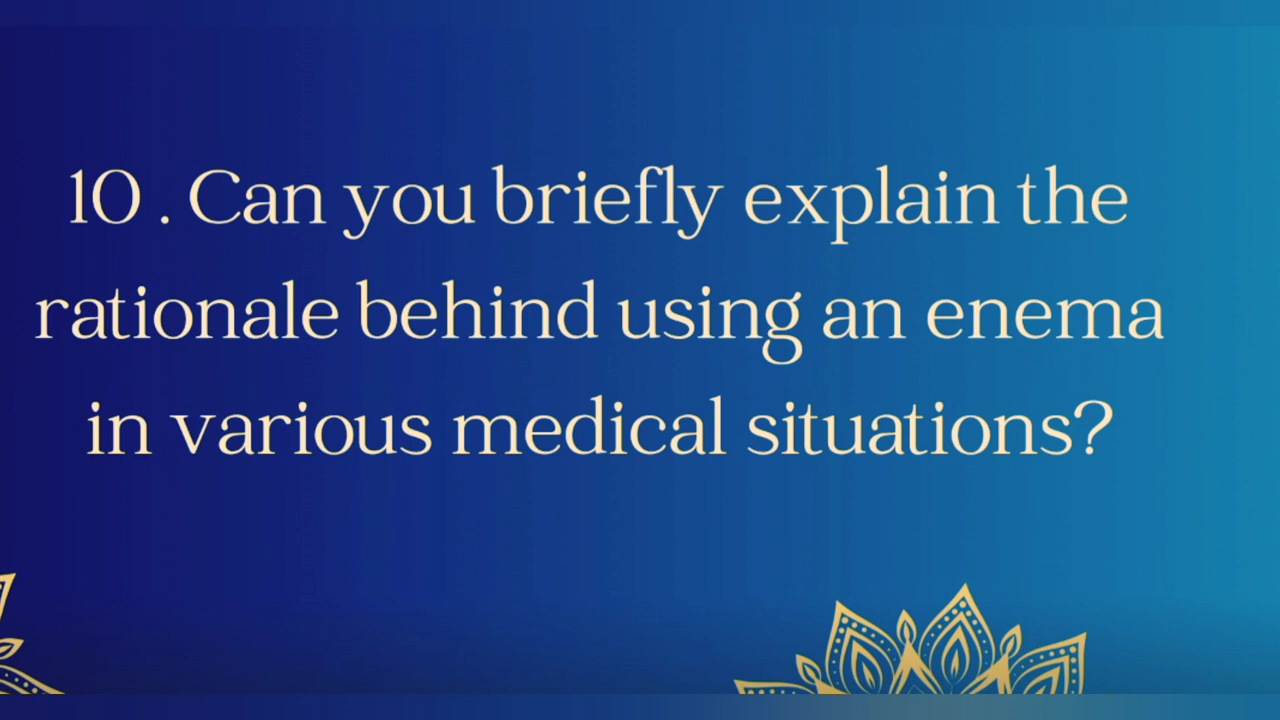 10 . Can you briefly explain the
rationale behind using an enema
in various medical situations?